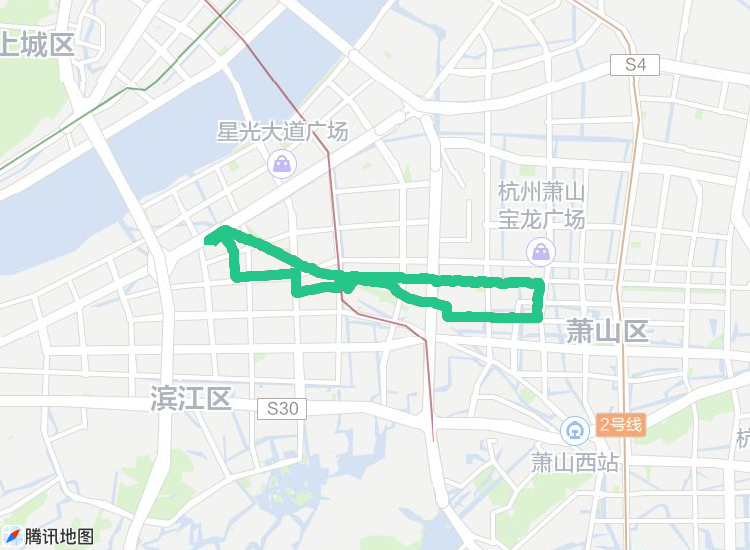 上城区
S4
星光大道广场
杭州萧山
宝龙广场
萧山区
滨江区
S30
2号线
杭
萧山西站
腾讯地图